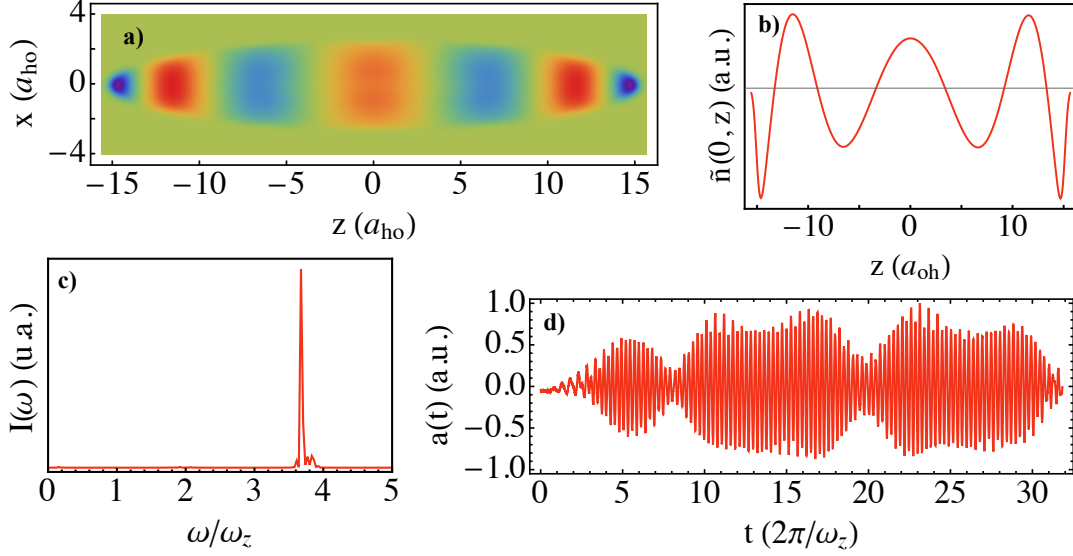 a)
x (a_ho)
4
0
−4
−15
−10
−5
0
5
10
15
z (a_ho)
b)
ñ(0, z) (a.u.)
−10
0
10
z (a_oh)
c)
I(ω) (u.a.)
0
1
2
3
4
5
ω/ω_z
d)
a(t) (a.u.)
1.0
0.5
0.0
−0.5
−1.0
0
5
10
15
20
25
30
t (2π/ω_z)